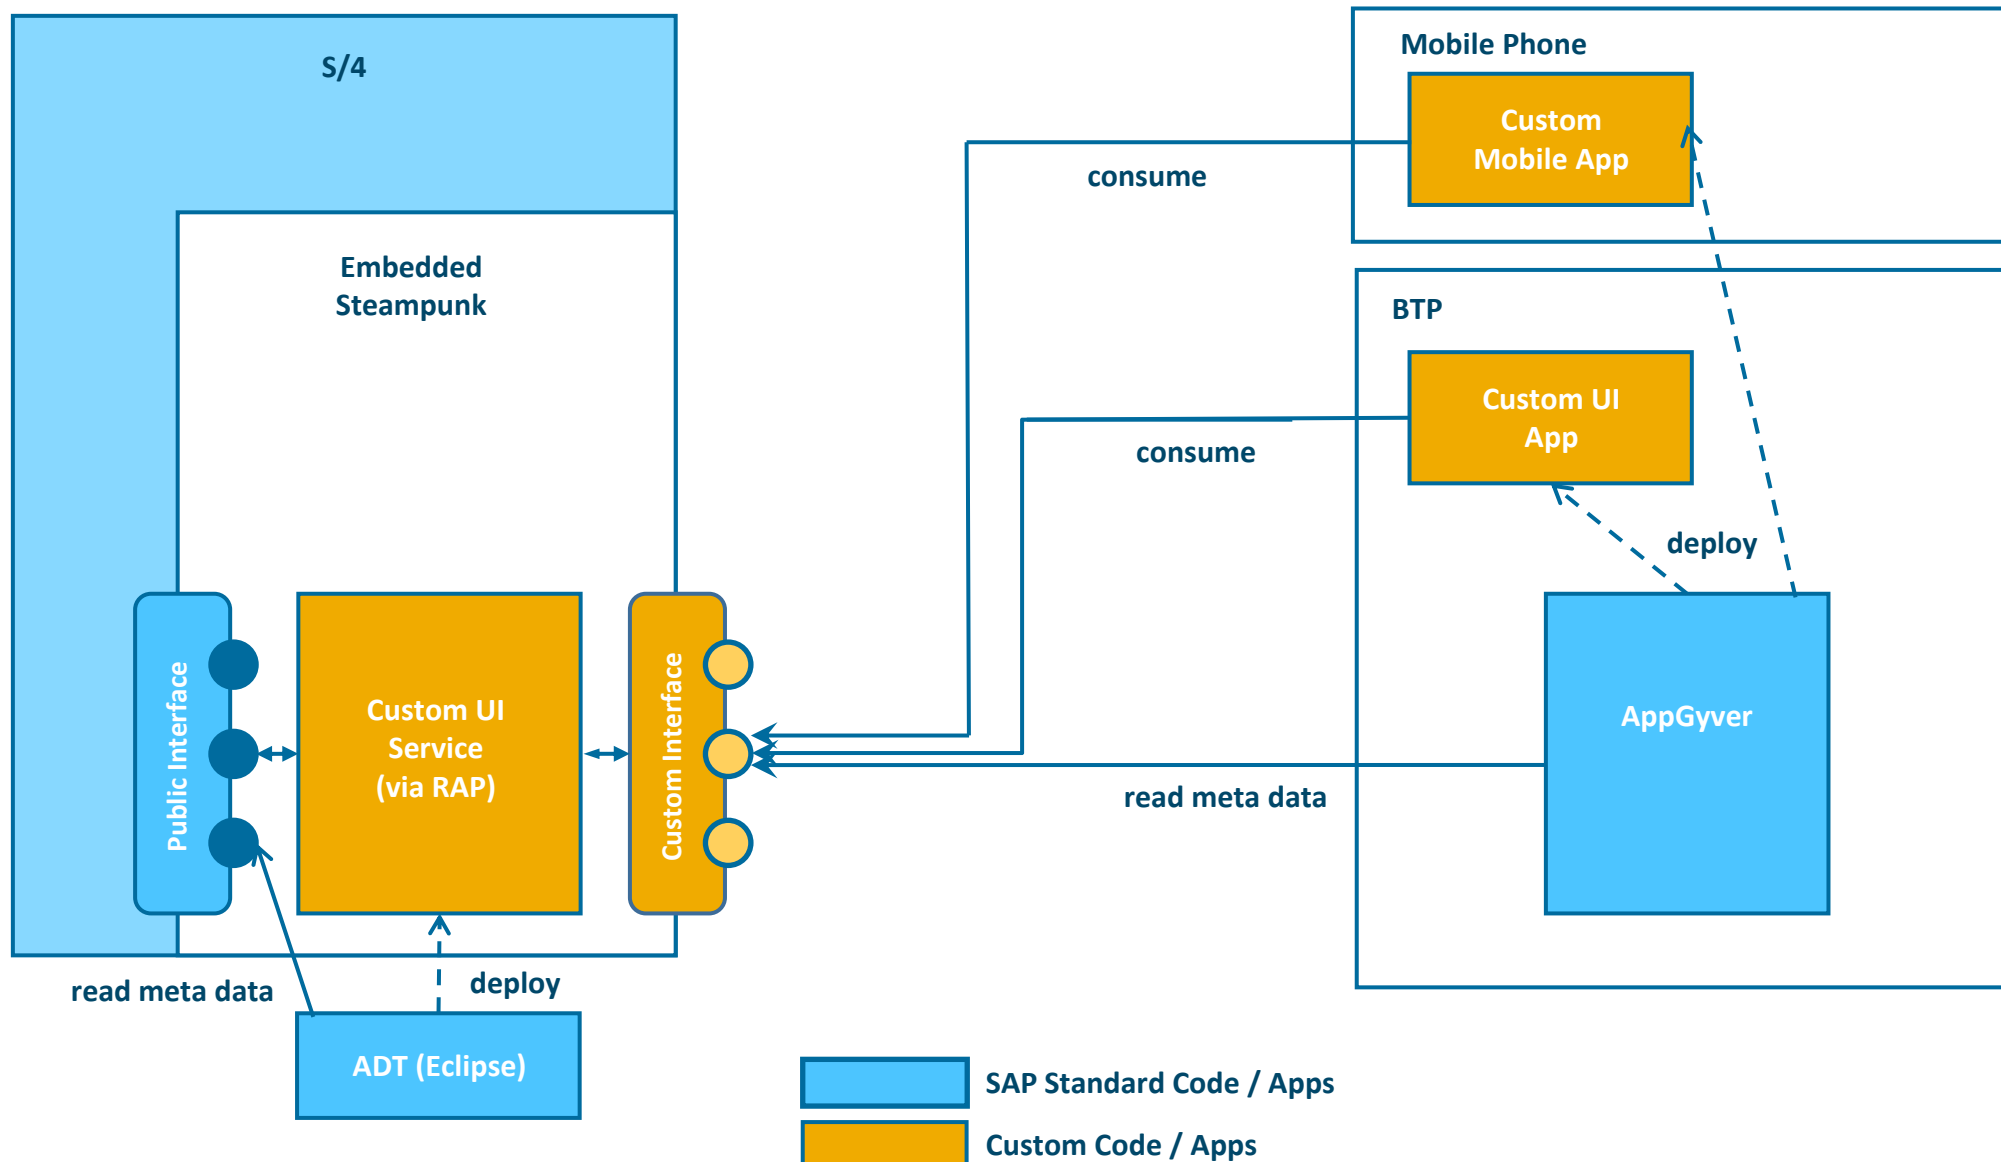 S/4
Embedded
Steampunk
Public Interface
Custom UI
Service
(via RAP)
Custom Interface
read meta data
deploy
ADT (Eclipse)
Mobile Phone
Custom
Mobile App
consume
BTP
Custom UI
App
consume
deploy
AppGyver
read meta data
SAP Standard Code / Apps
Custom Code / Apps